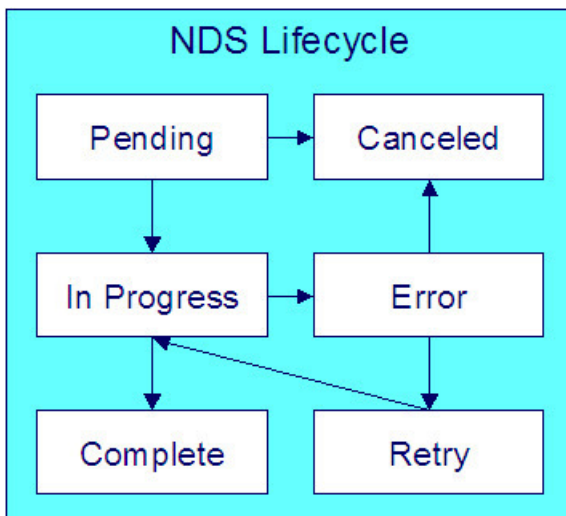 NDS Lifecycle
Pending
Canceled
In Progress
Error
Complete
Retry